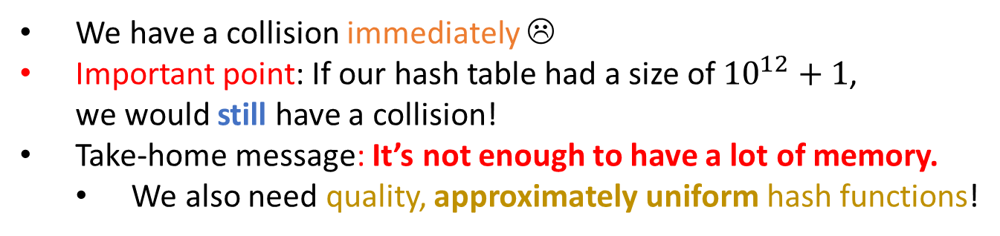 • We have a collision immediately ☹
• Important point: If our hash table had a size of 10¹² + 1,
we would still have a collision!
• Take-home message: It’s not enough to have a lot of memory.
• We also need quality, approximately uniform hash functions!